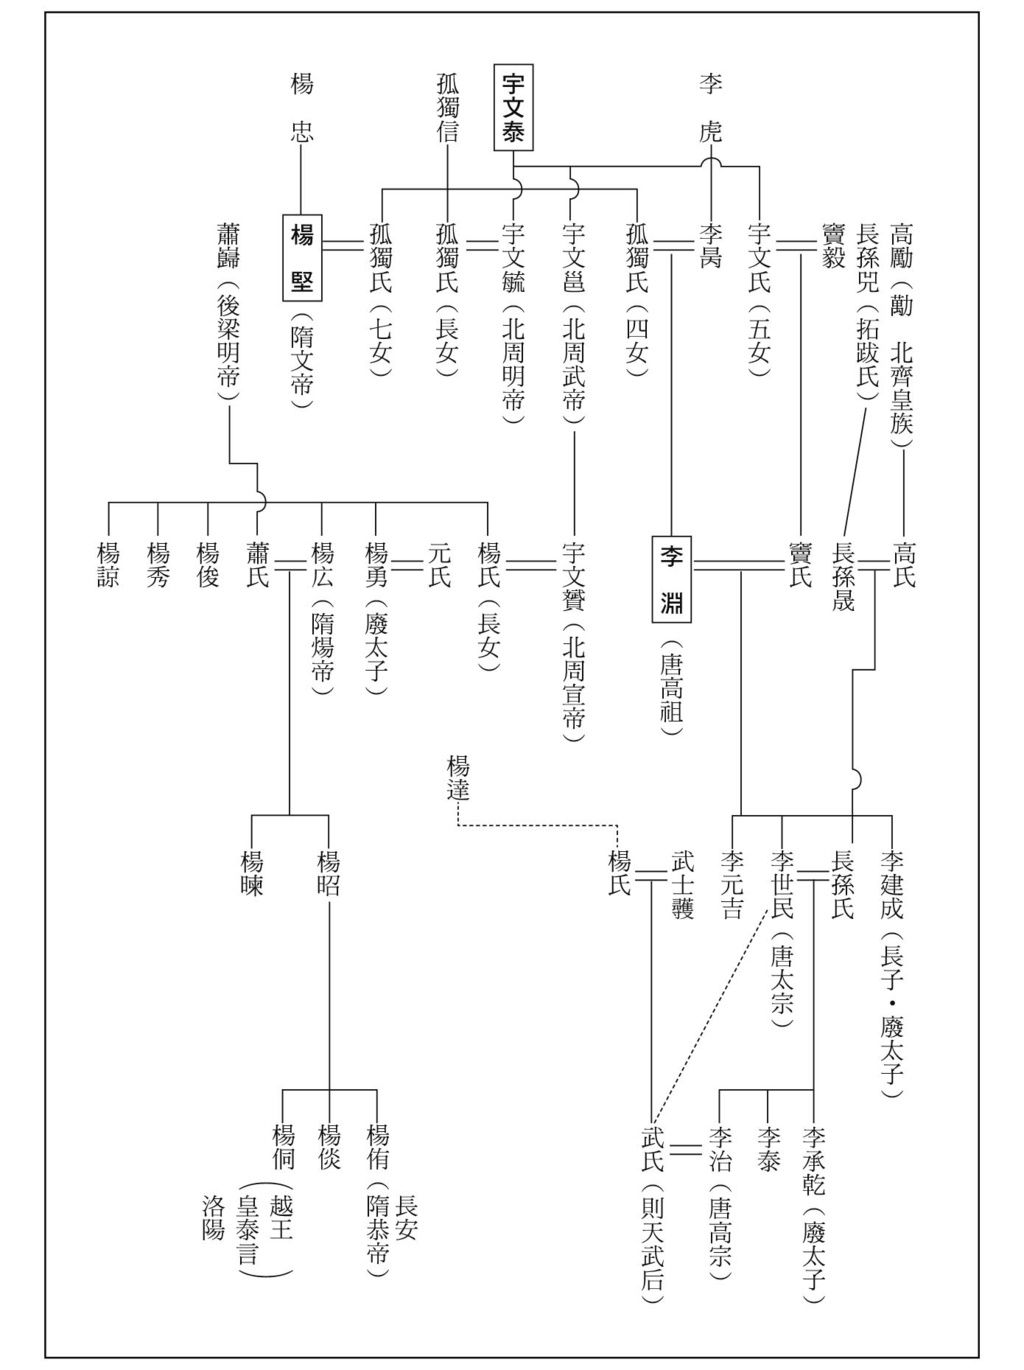 高勵（勱　北齊皇族）
長孫兕（拓跋氏）
竇毅
李　虎
宇文氏（五女）
李昺
孤獨氏（四女）
宇文泰
宇文邕（北周武帝）
宇文毓（北周明帝）
孤獨信
孤獨氏（長女）
孤獨氏（七女）
楊　忠
楊　堅
（隋文帝）
蕭巋（後梁明帝）
高氏
長孫晟
竇氏
李　淵
（唐高祖）
宇文贇（北周宣帝）
楊氏（長女）
元氏
楊勇（廢太子）
楊広（隋煬帝）
蕭氏
楊俊
楊秀
楊諒
楊達
李建成（長子・廢太子）
長孫氏
李世民（唐太宗）
李元吉
武士彟
楊氏
楊昭
楊暕
李承乾（廢太子）
李泰
李治（唐高宗）
武氏（則天武后）
長安
楊侑（隋恭帝）
楊倓
楊侗（越王
皇泰言）
洛陽